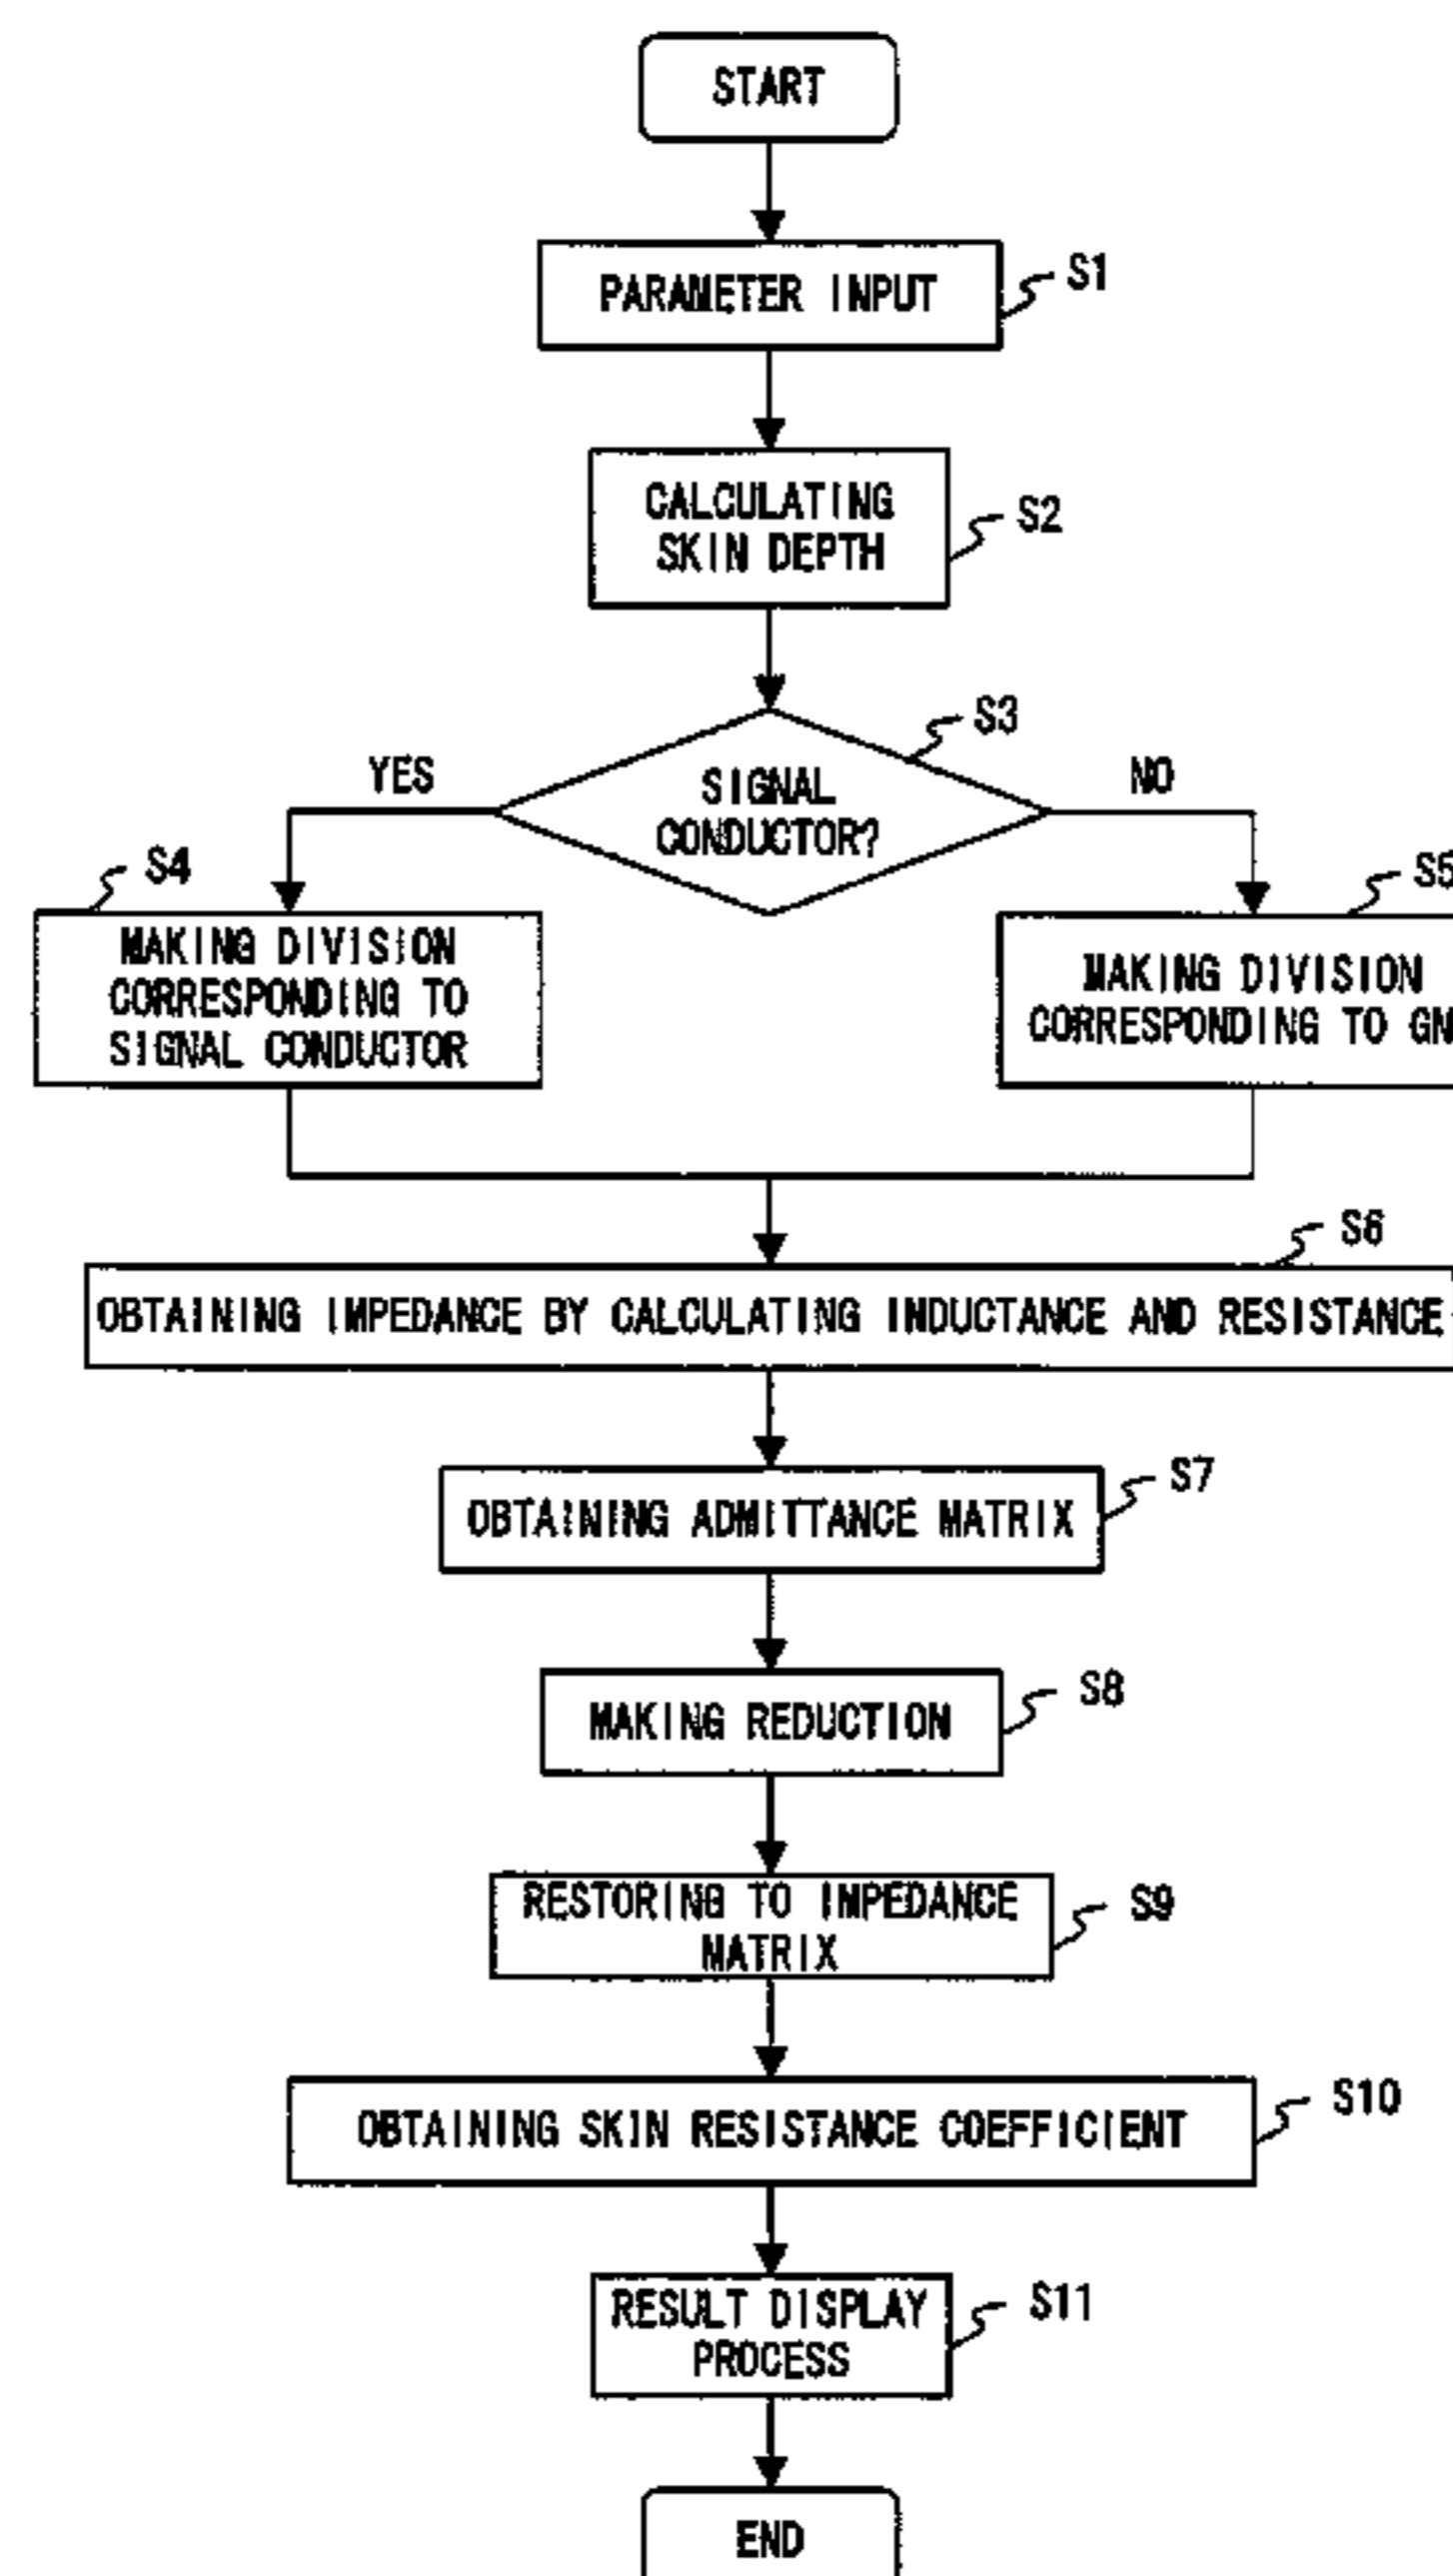 START
PARAMETER INPUT
S1
CALCULATING
SKIN DEPTH
S2
S3
SIGNAL
CONDUCTOR?
YES
NO
S4
MAKING DIVISION
CORRESPONDING TO
SIGNAL CONDUCTOR
S5
MAKING DIVISION
CORRESPONDING TO
S6
OBTAINING IMPEDANCE BY CALCULATING INDUCTANCE AND RESISTANCE
S7
OBTAINING ADMITTANCE MATRIX
S8
MAKING REDUCTION
RESTORING TO IMPEDANCE
MATRIX
S9
S10
OBTAINING SKIN RESISTANCE COEFFICIENT
RESULT DISPLAY
PROCESS
S11
END